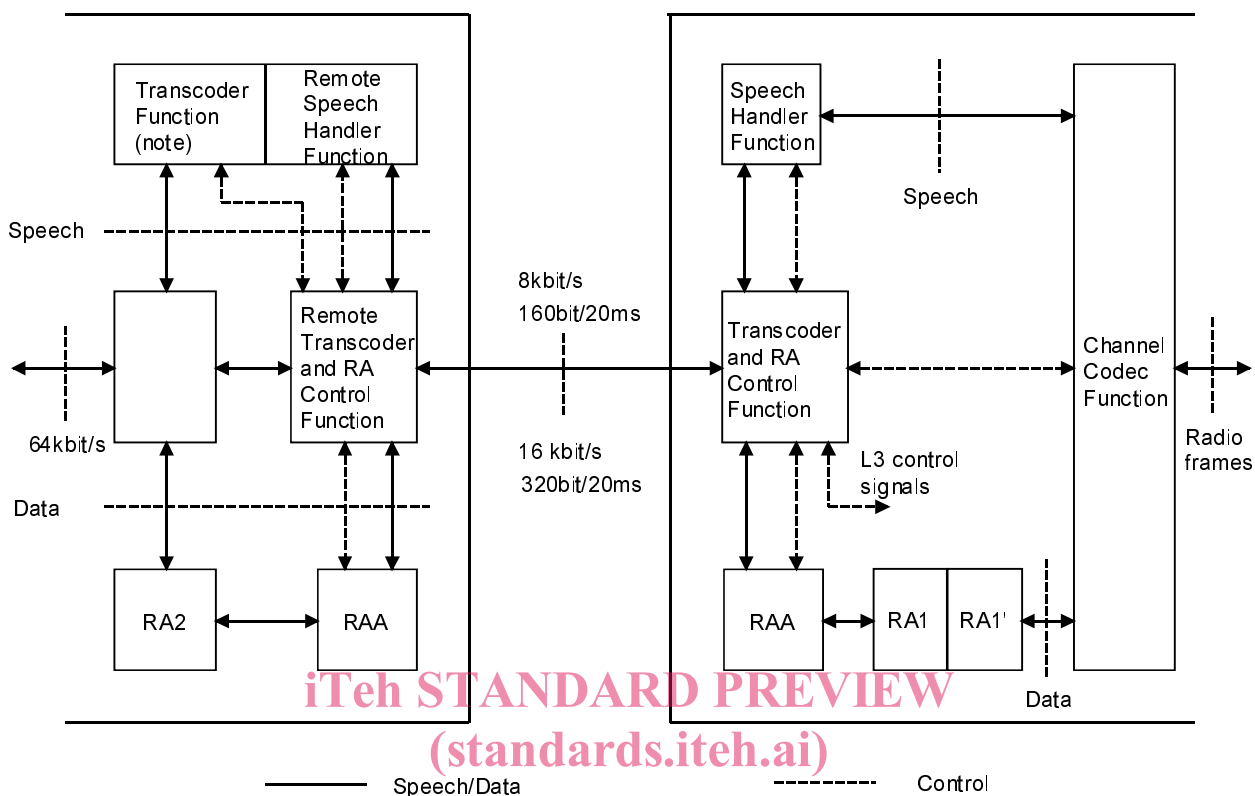 Transcoder
Function
(note)
Remote
Speech
Handler
Function
Speech
Handler
Function
Speech
Speech
8kbit/s
160bit/20ms
Remote
Transcoder
and RA
Control
Function
Transcoder
and RA
Control
Function
Channel
Codec
Function
64kbit/s
16 kbit/s
320bit/20ms
L3 control
signals
Radio
frames
Data
RA2
RAA
RAA
RA1
RA1'
Data
iTeh STANDARD PREVIEW
(standards.iteh.ai)
Speech/Data
Control